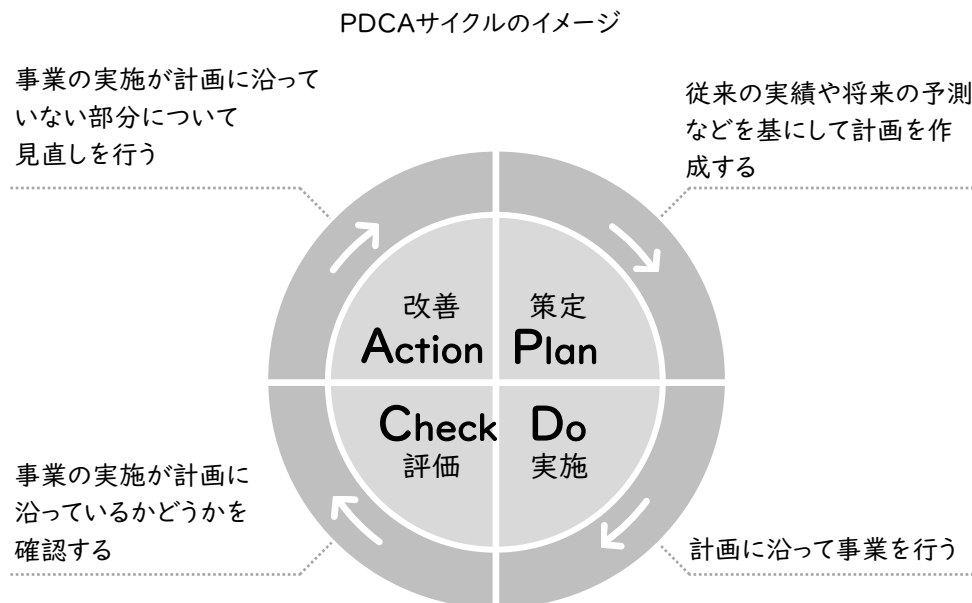 PDCAサイクルのイメージ
事業の実施が計画に沿って
いない部分について
見直しを行う
従来の実績や将来の予測
などを基にして計画を作
成する
改善
Action
策定
Plan
Check
評価
Do
実施
事業の実施が計画に
沿っているかどうかを
確認する
計画に沿って事業を行う